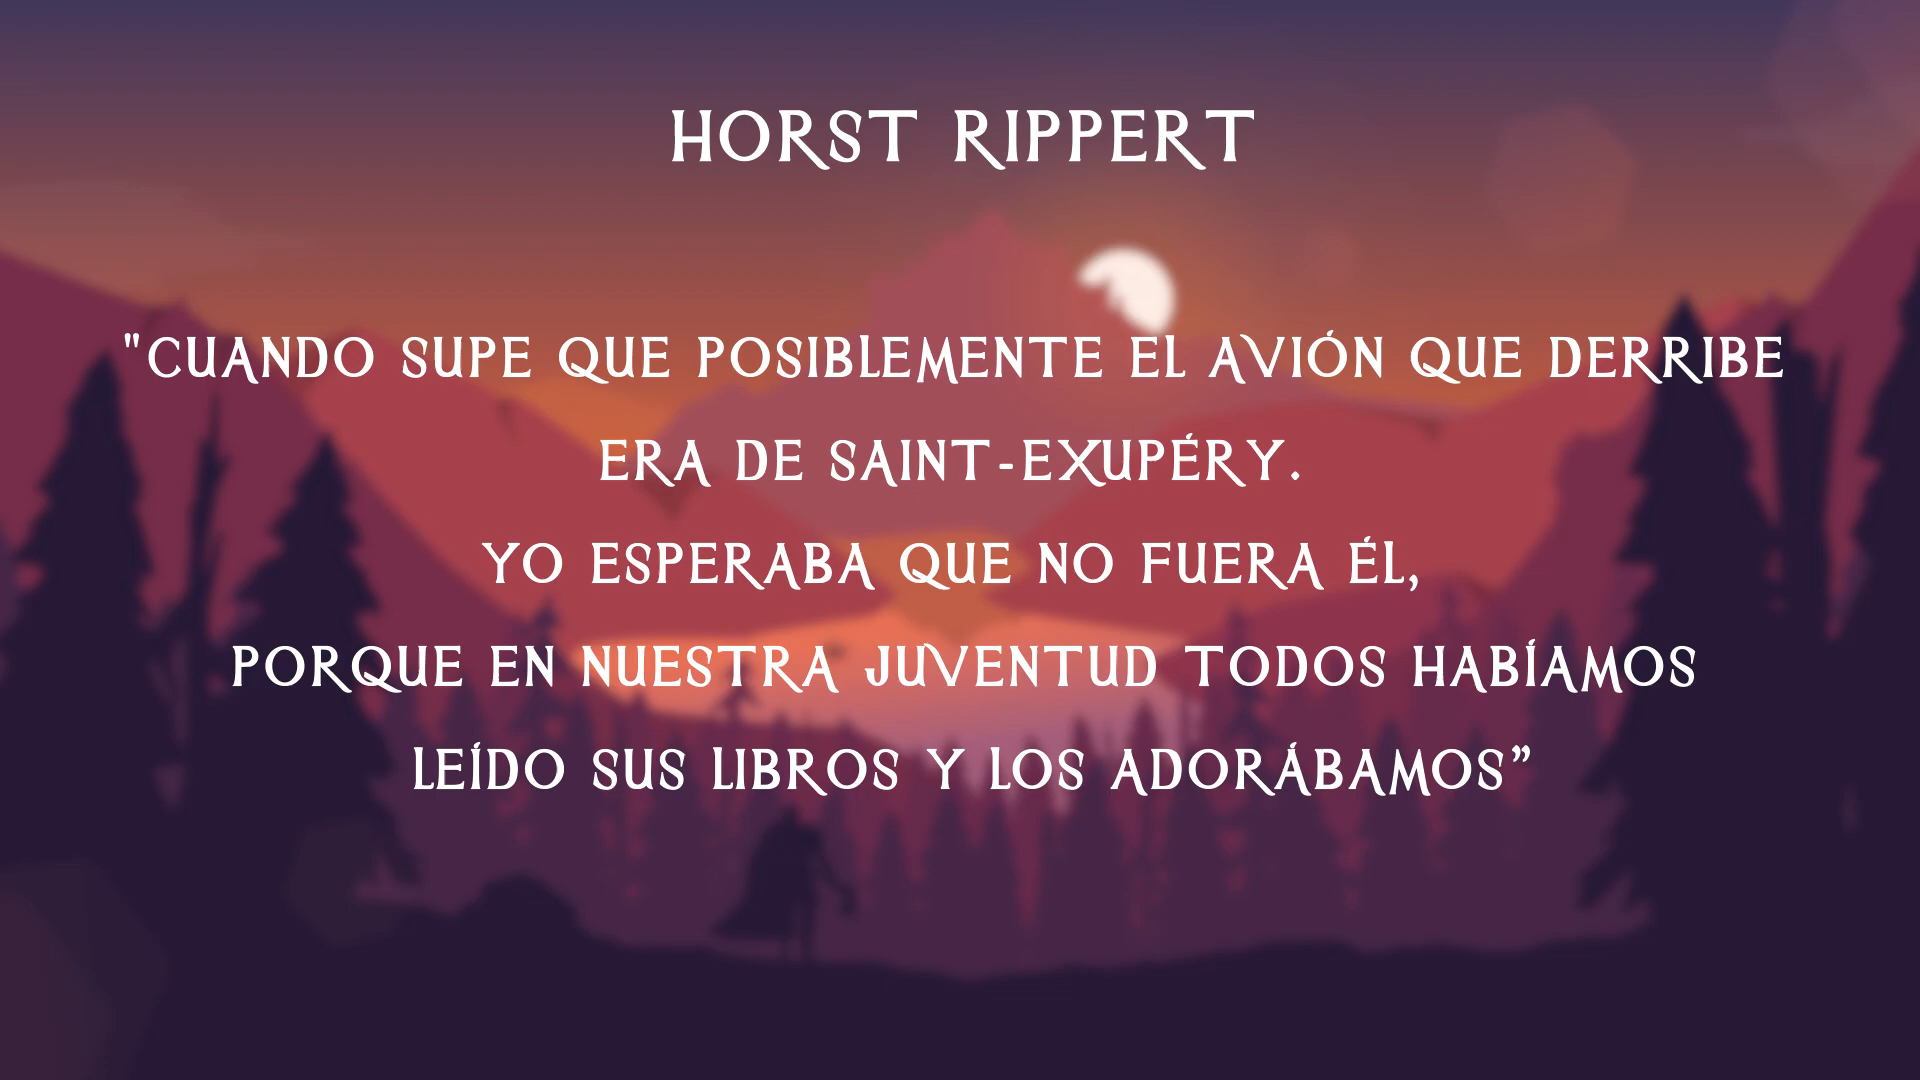 HORST RIPPERT
"CUANDO SUPE QUE POSIBLEMENTE EL AVIÓN QUE DERRIBE
ERA DE SAINT-EXUPÉRY.
YO ESPERABA QUE NO FUERA ÉL,
PORQUE EN NUESTRA JUVENTUD TODOS HABÍAMOS
LEÍDO SUS LIBROS Y LOS ADORÁBAMOS”